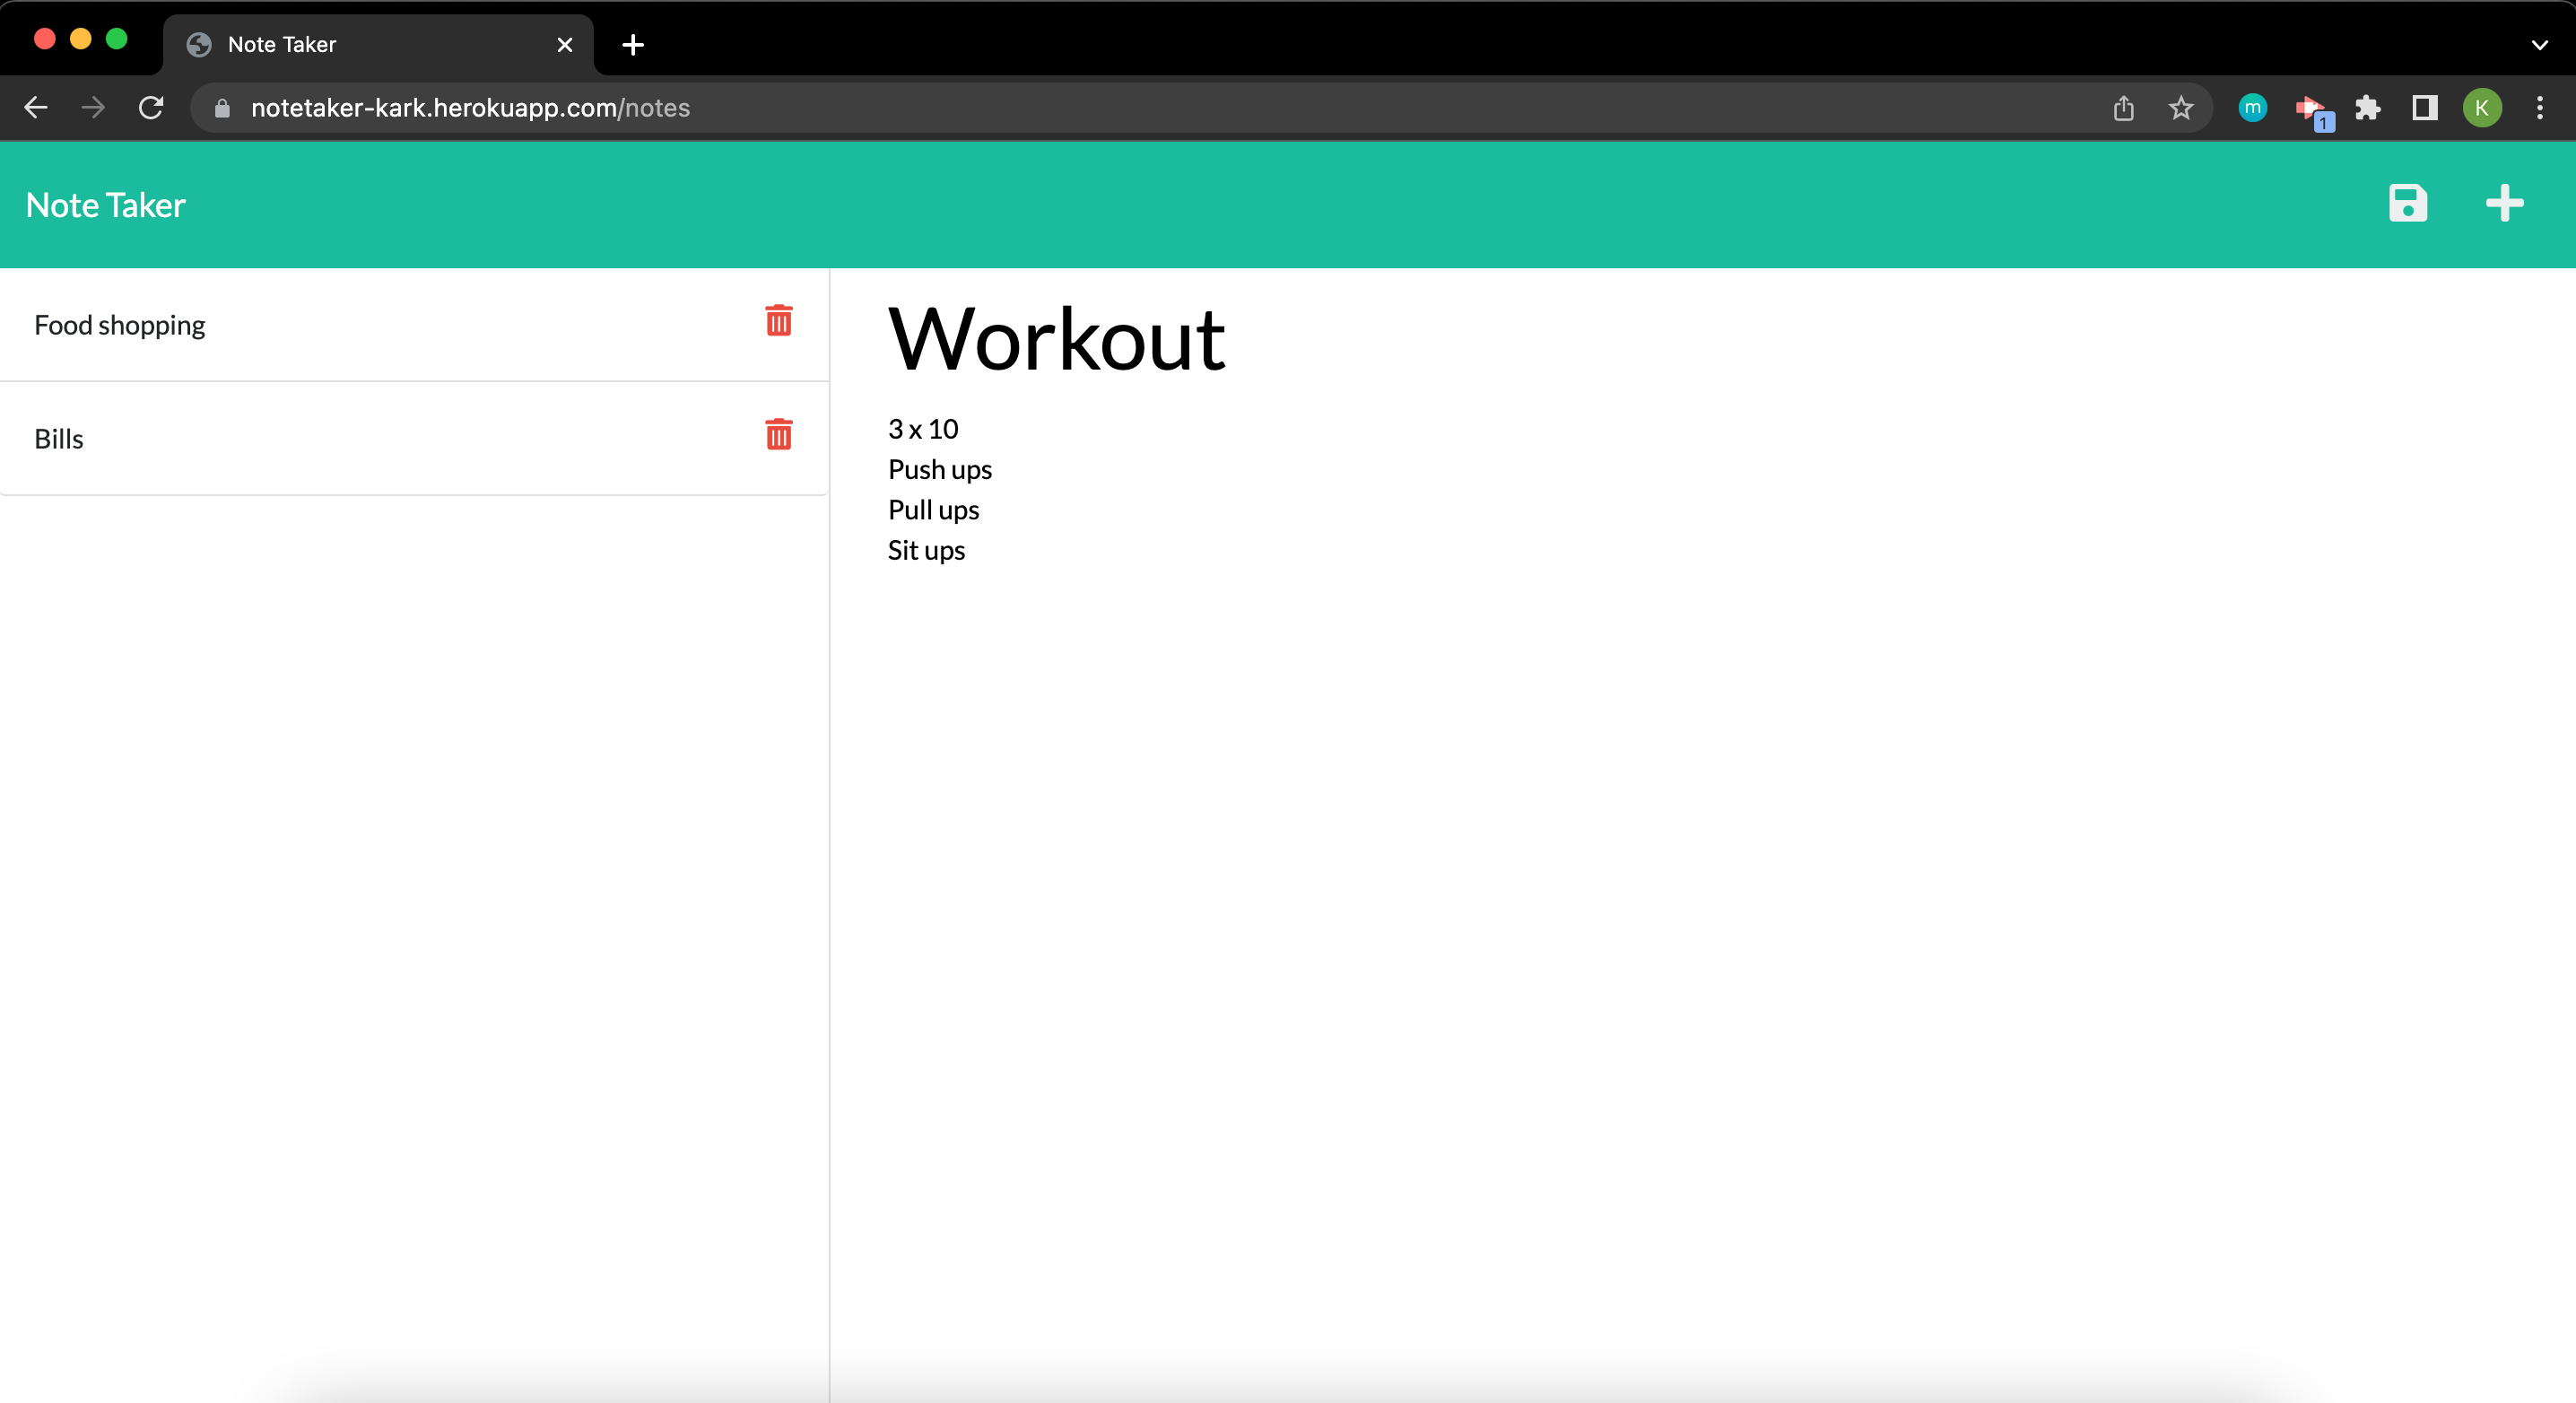 Note Taker
notetaker-kark.herokuapp.com/notes
m
1
K
Note Taker
Food shopping
Bills
Workout
3 x 10
Push ups
Pull ups
Sit ups